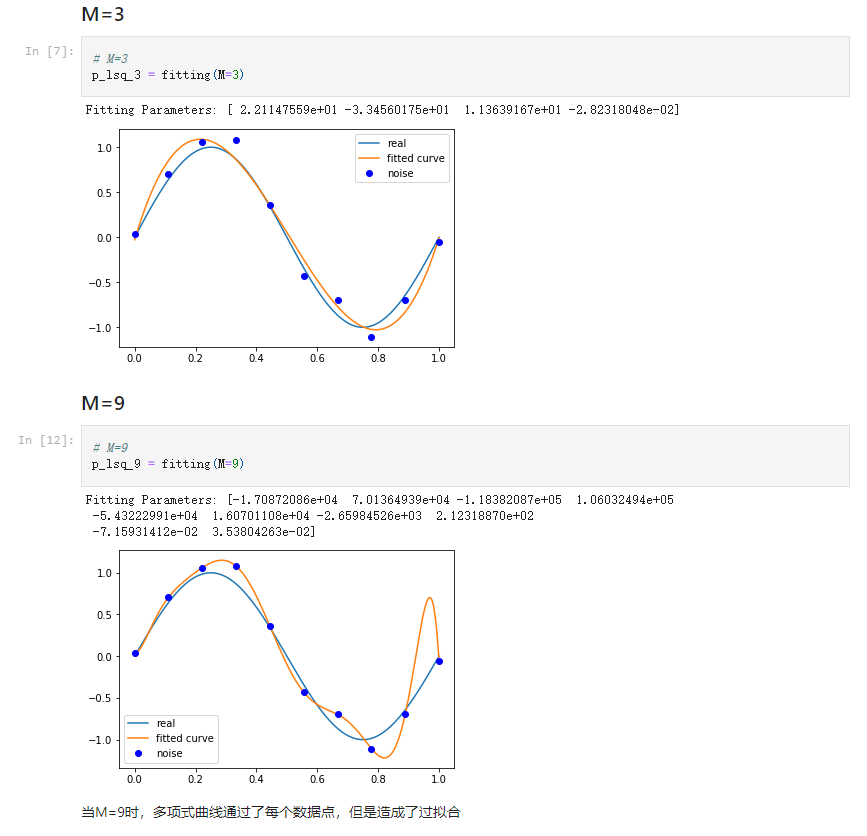 M=3
In [7]:
# M=3
p_lsq_3 = fitting(M=3)
Fitting Parameters: [ 2.21147559e+01 -3.34560175e+01  1.13639167e+01 -2.82318048e-02]
1.0
0.5
0.0
−0.5
−1.0
real
fitted curve
noise
0.0 0.2 0.4 0.6 0.8 1.0
M=9
In [12]:
# M=9
p_lsq_9 = fitting(M=9)
Fitting Parameters: [-1.70872086e+04  7.01364939e+04 -1.18382087e+05  1.06032494e+05
-5.43222991e+04  1.60701108e+04 -2.65984526e+03  2.12318870e+02
-7.15931412e-02  3.53804263e-02]
1.0
0.5
0.0
−0.5
−1.0
real
fitted curve
noise
0.0 0.2 0.4 0.6 0.8 1.0
当M=9时，多项式曲线通过了每个数据点，但是造成了过拟合